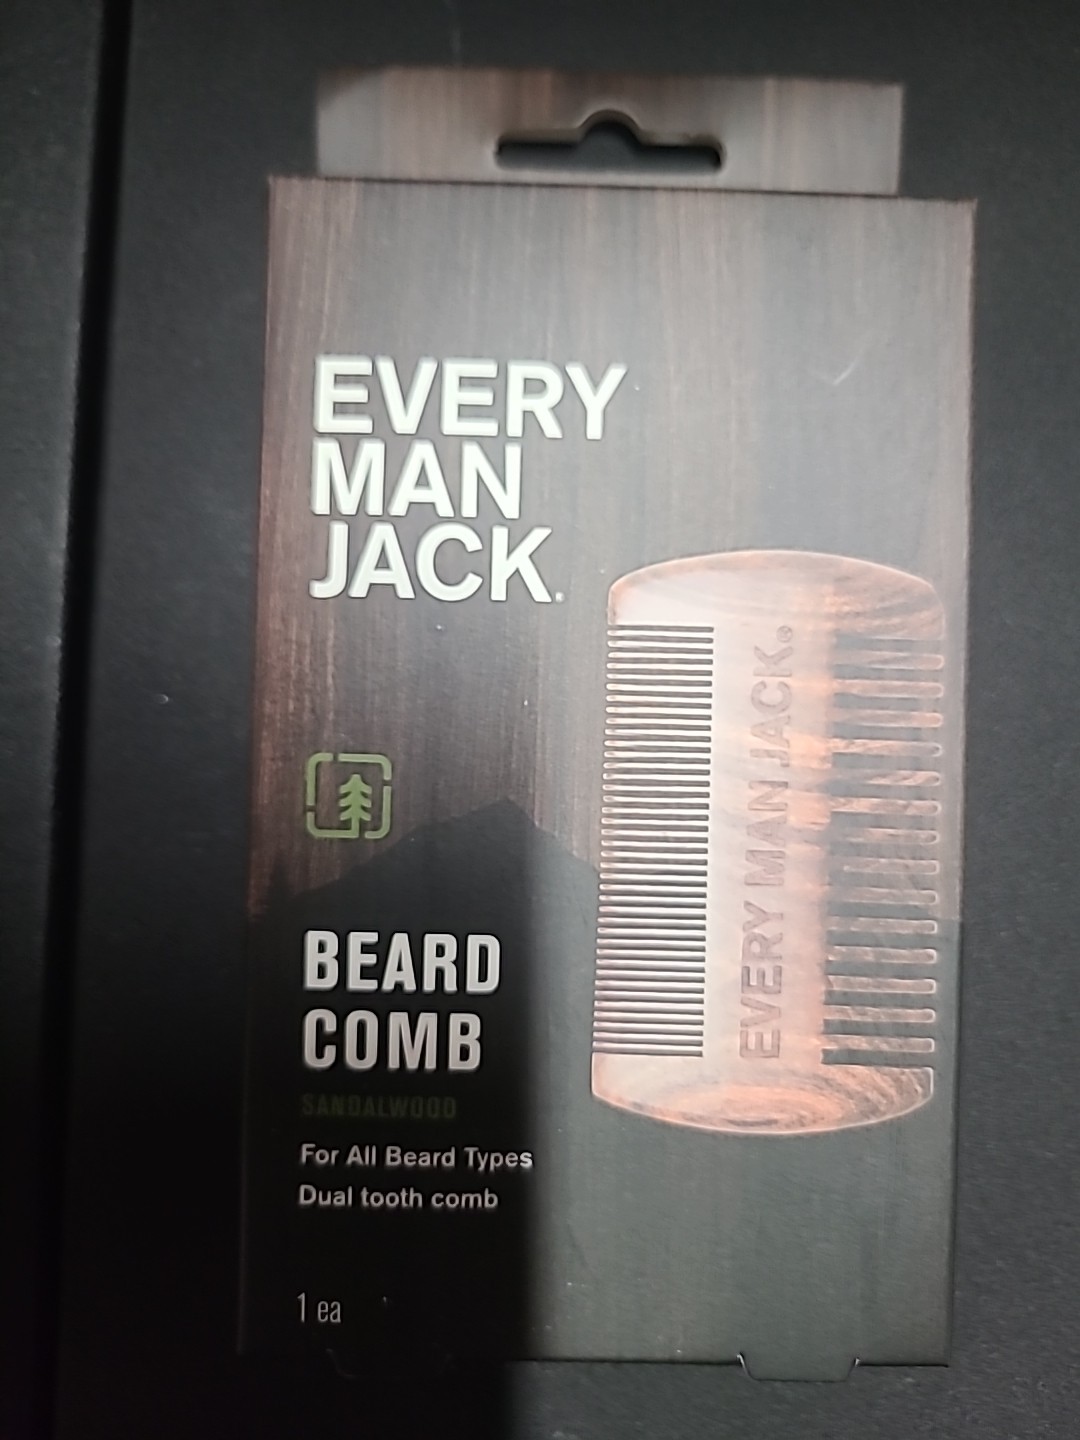 EVERY
MAN
JACK.
EVERY MAN JACK®
BEARD
COMB
SANDALWOOD
For All Beard Types
Dual tooth comb
1 ea